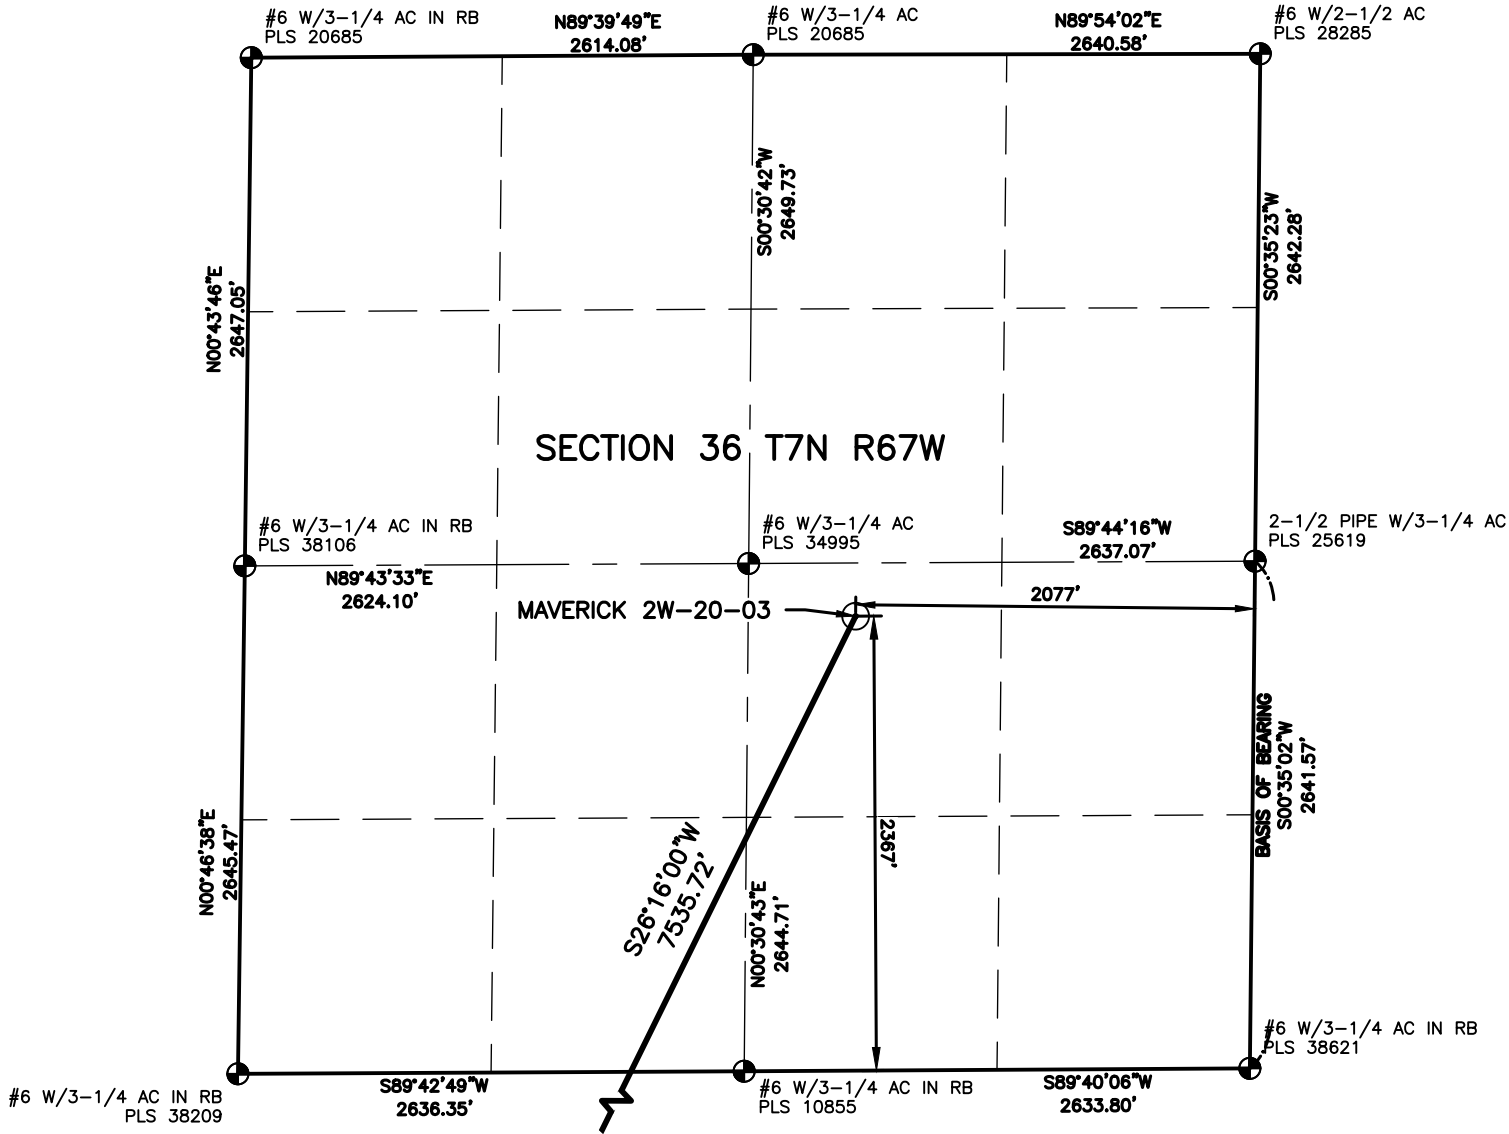 #6 W/3-1/4 AC IN RB
PLS 20685
N89°39'49"E
2614.08'
#6 W/3-1/4 AC
PLS 20685
N89°54'02"E
2640.58'
#6 W/2-1/2 AC
PLS 28285
S00°30'42"W
2649.73'
S00°35'23"W
2642.28'
N00°43'46"E
2647.05'
SECTION 36 T7N R67W
#6 W/3-1/4 AC IN RB
PLS 38106
N89°43'33"E
2624.10'
#6 W/3-1/4 AC
PLS 34995
S89°44'16"W
2637.07'
2-1/2 PIPE W/3-1/4 AC
PLS 25619
MAVERICK 2W-20-03
2077'
BASIS OF BEARING
S00°35'02"W
2641.57'
N00°46'38"E
2645.47'
S26°16'00"W
7535.72'
2367'
N00°30'43"E
2644.71'
#6 W/3-1/4 AC IN RB
PLS 38621
#6 W/3-1/4 AC IN RB
PLS 38209
S89°42'49"W
2636.35'
#6 W/3-1/4 AC IN RB
PLS 10855
S89°40'06"W
2633.80'